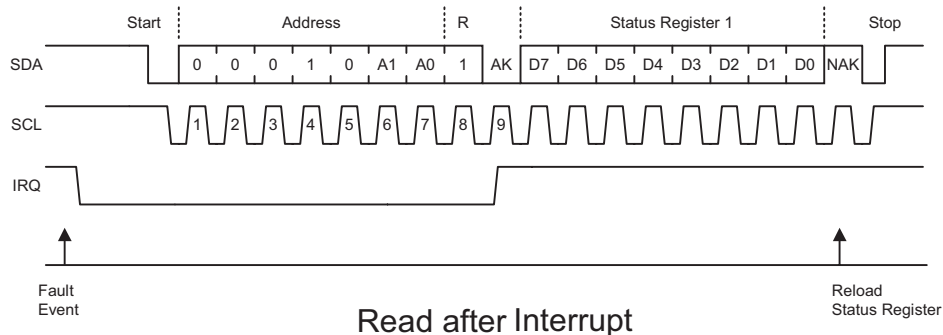 Start Address R Status Register 1 Stop
SDA 0 0 0 1 0 A1 A0 1 AK D7 D6 D5 D4 D3 D2 D1 D0 NAK
SCL 1 2 3 4 5 6 7 8 9
IRQ
Fault
Event
Reload
Status Register
Read after Interrupt